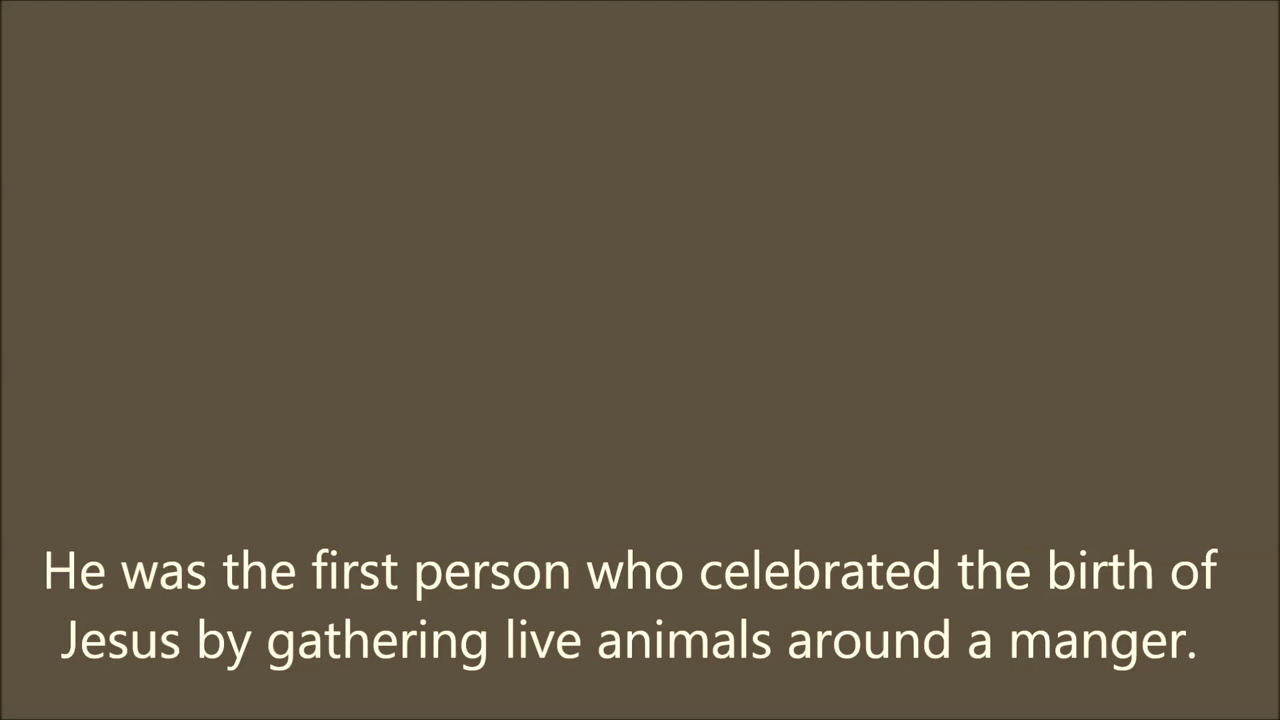 He was the first person who celebrated the birth of
Jesus by gathering live animals around a manger.